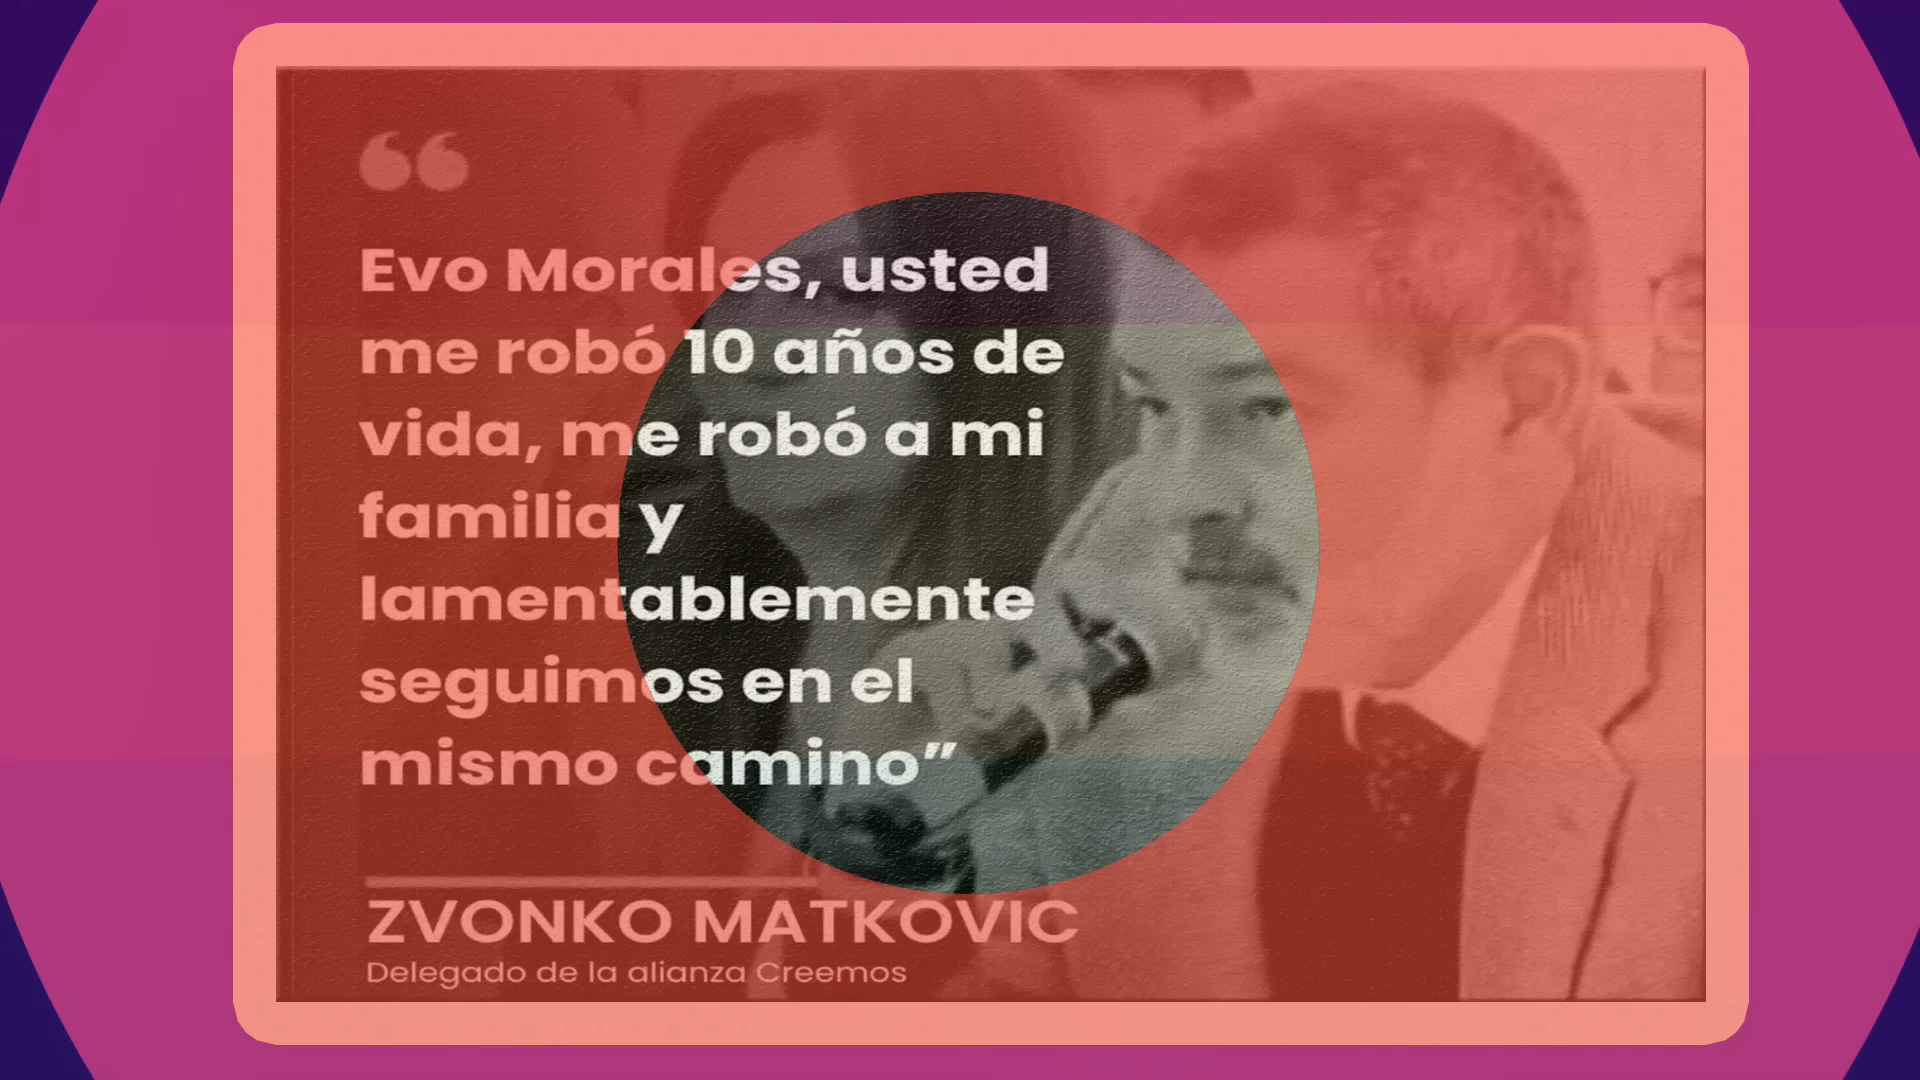 “
Evo Morales, usted
me robó 10 años de
vida, me robó a mi
familia y
lamentablemente
seguimos en el
mismo camino”
ZVONKO MATKOVIC
Delegado de la alianza Creemos